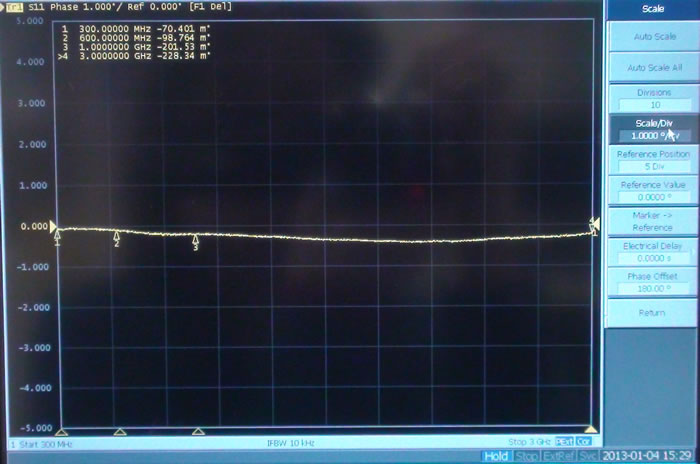 Tr1 S11 Phase 1.000°/ Ref 0.000° [F1 Del]
5.000
1 300.00000 MHz -70.401 m°
2 600.00000 MHz -98.764 m°
3 1.0000000 GHz -201.53 m°
>4 3.0000000 GHz -228.34 m°
4.000
3.000
2.000
1.000
0.000
1
2
3
4
-1.000
-2.000
-3.000
-4.000
-5.000
1 Start 300 MHz
IFBW 10 kHz
Stop 3 GHz PExt Cor
Hold Stop ExtRef Svc 2013-01-04 15:29
Scale
Auto Scale
Auto Scale All
Divisions
10
Scale/Div
Reference Position
5 Div
Reference Value
0.0000 °
Marker ->
Reference
Electrical Delay
0.0000 s
Phase Offset
180.00 °
Return